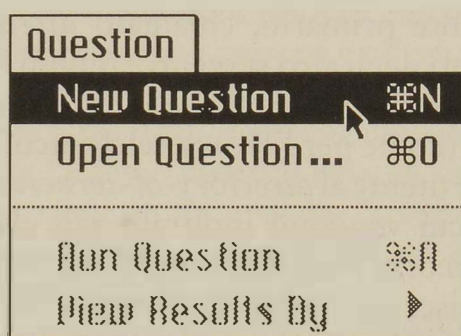 Question
New Question ⌘N
Open Question... ⌘O
Run Question ⌘R
View Results By